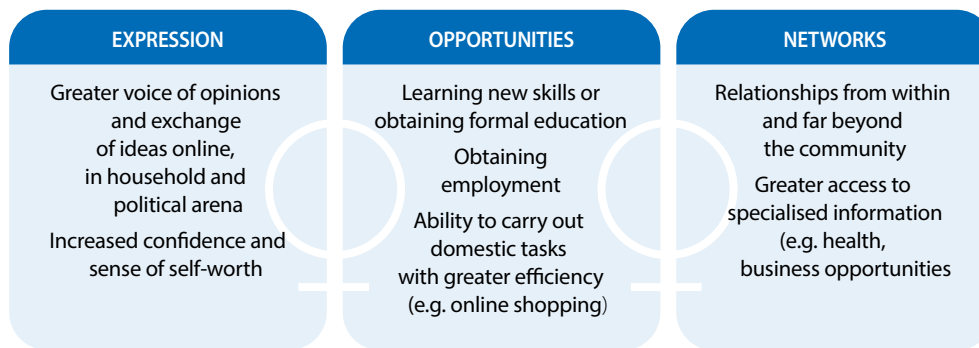 EXPRESSION
Greater voice of opinions
and exchange
of ideas online,
in household and
political arena
Increased confidence and
sense of self-worth
OPPORTUNITIES
Learning new skills or
obtaining formal education
Obtaining
employment
Ability to carry out
domestic tasks
with greater efficiency
(e.g. online shopping)
NETWORKS
Relationships from within
and far beyond
the community
Greater access to
specialised information
(e.g. health,
business opportunities